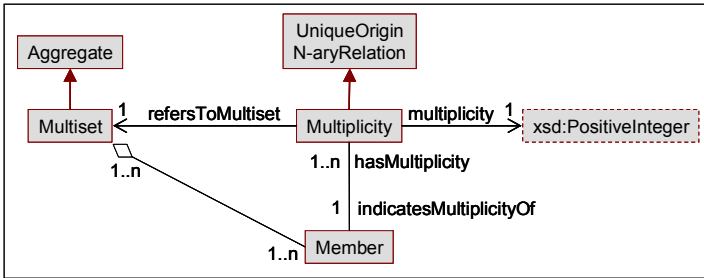 UniqueOrigin
N-aryRelation
Aggregate
1 refersToMultiset
multiplicity 1
Multiset
Multiplicity
xsd:PositiveInteger
1..n
1..n hasMultiplicity
1 indicatesMultiplicityOf
1..n
Member